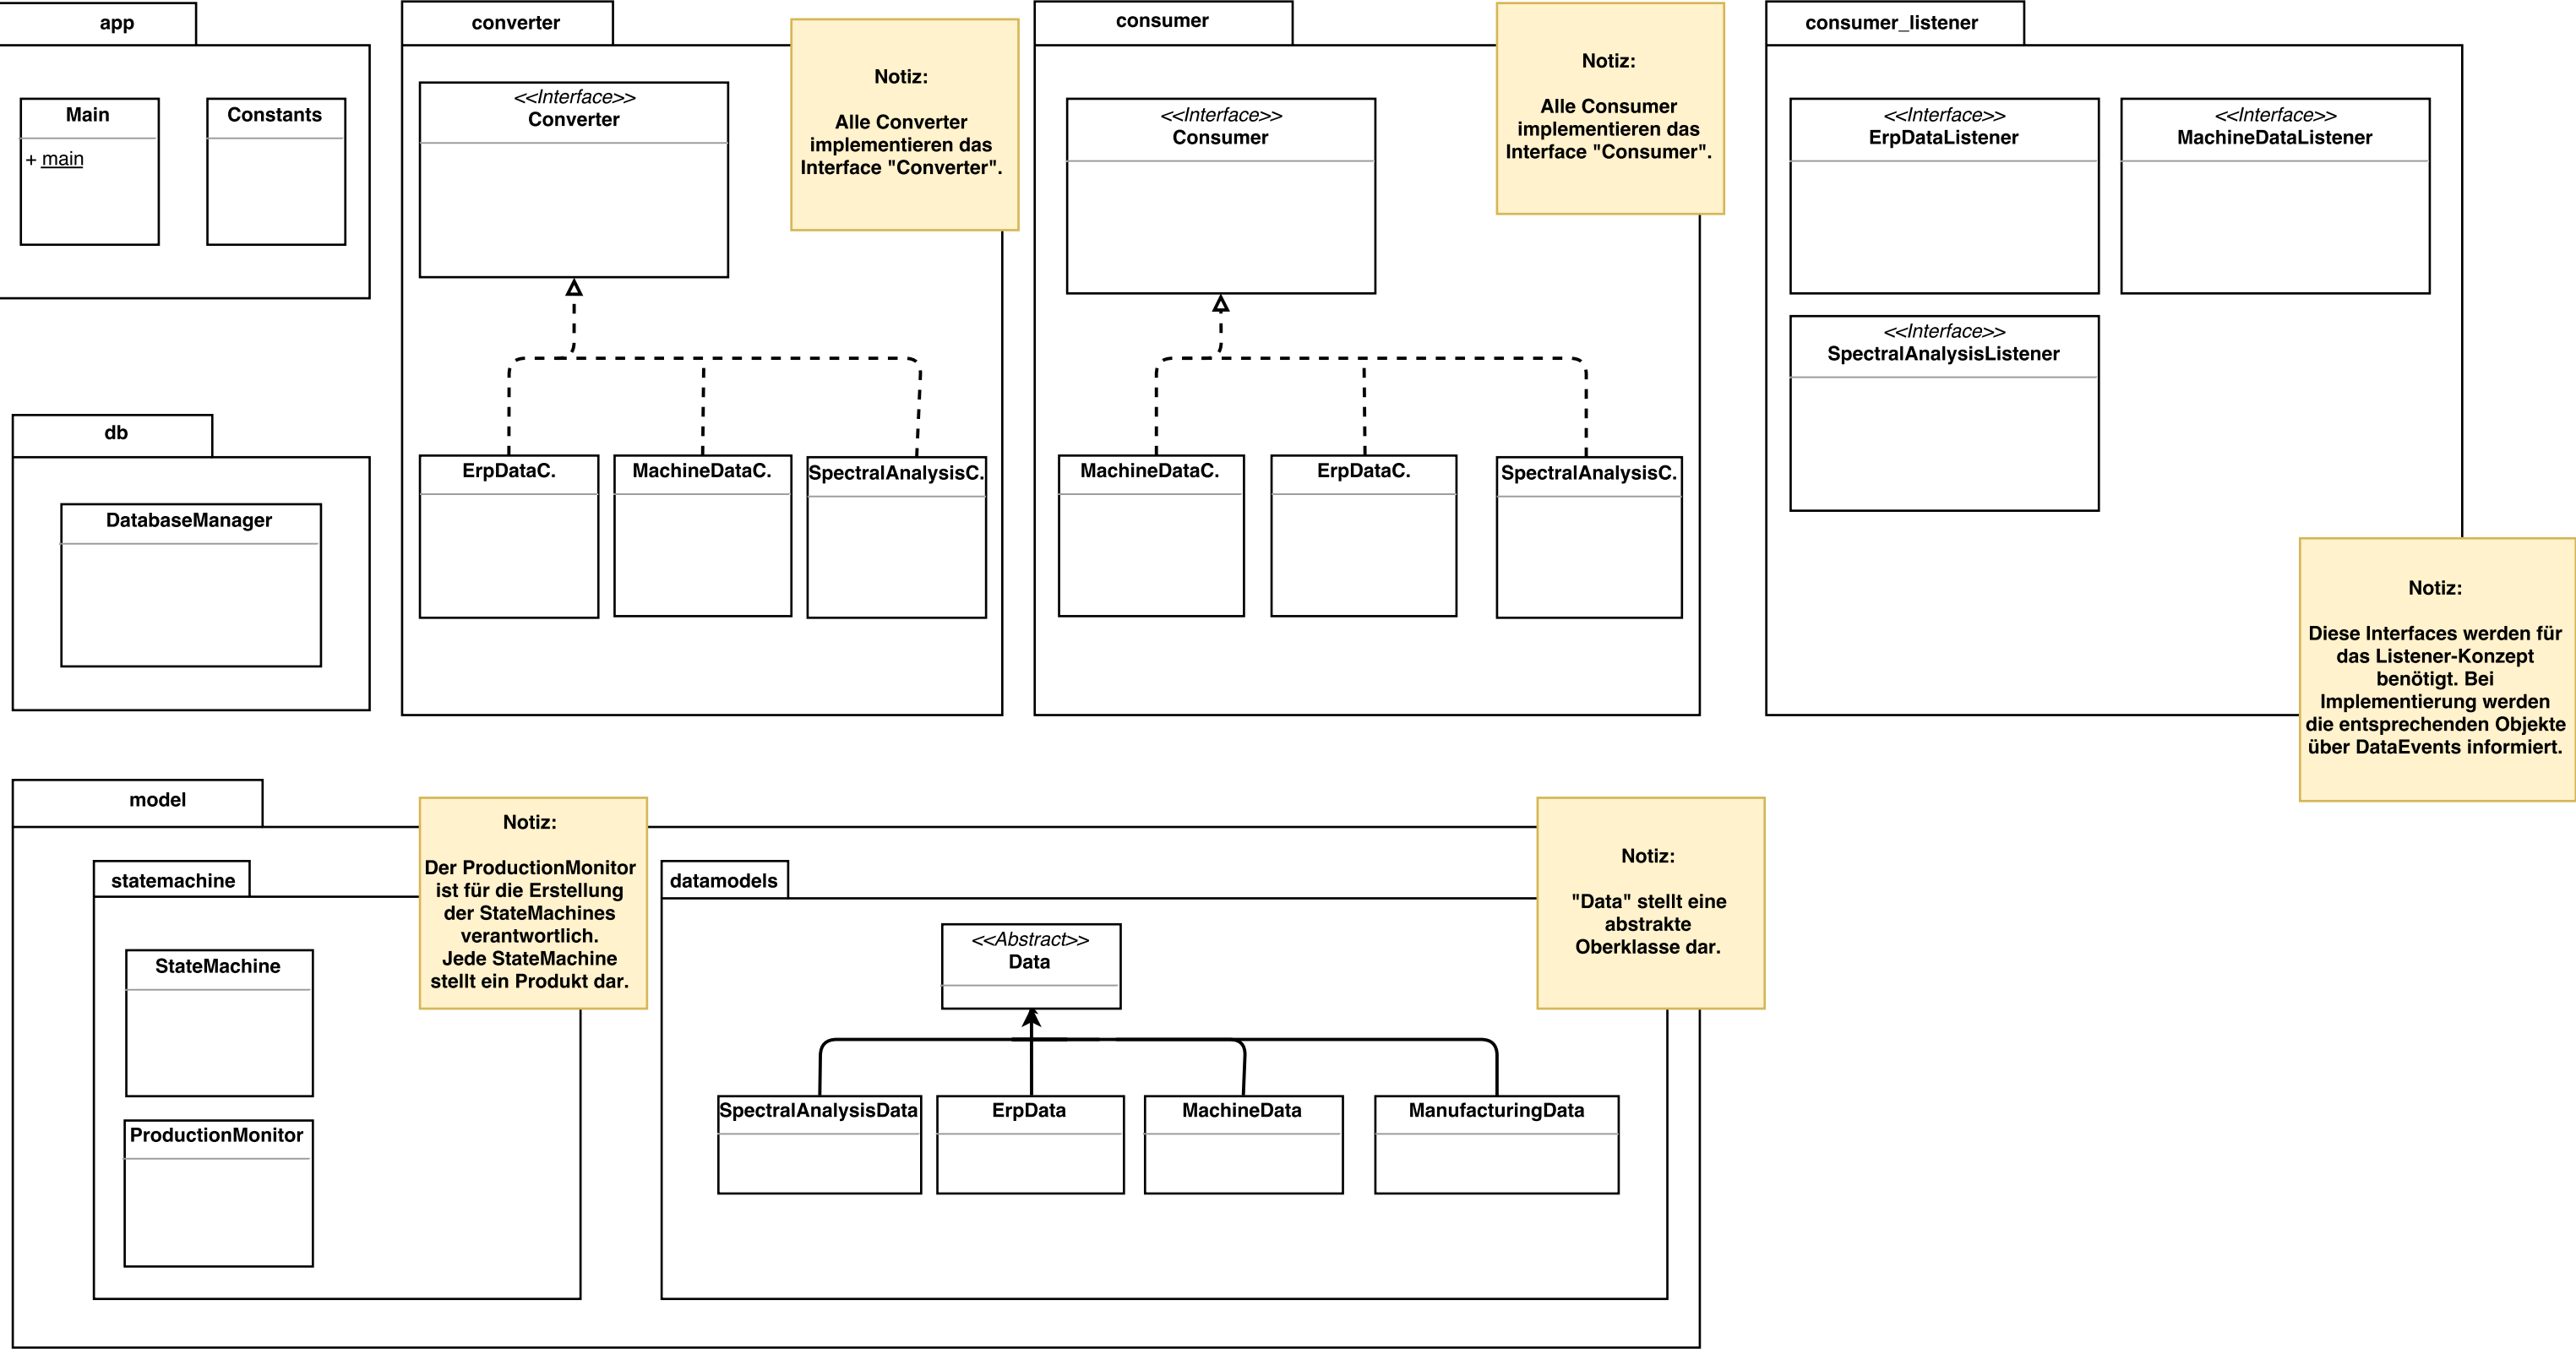 app
Main
+ main
Constants
converter
<<Interface>>
Converter
Notiz:
Alle Converter
implementieren das
Interface "Converter".
ErpDataC.
MachineDataC.
SpectralAnalysisC.
consumer
<<Interface>>
Consumer
Notiz:
Alle Consumer
implementieren das
Interface "Consumer".
MachineDataC.
ErpDataC.
SpectralAnalysisC.
consumer_listener
<<Interface>>
ErpDataListener
<<Interface>>
MachineDataListener
<<Interface>>
SpectralAnalysisListener
Notiz:
Diese Interfaces werden für
das Listener-Konzept
benötigt. Bei
Implementierung werden
die entsprechenden Objekte
über DataEvents informiert.
db
DatabaseManager
model
statemachine
StateMachine
ProductionMonitor
Notiz:
Der ProductionMonitor
ist für die Erstellung
der StateMachines
verantwortlich.
Jede StateMachine
stellt ein Produkt dar.
datamodels
<<Abstract>>
Data
Notiz:
"Data" stellt eine
abstrakte
Oberklasse dar.
SpectralAnalysisData
ErpData
MachineData
ManufacturingData